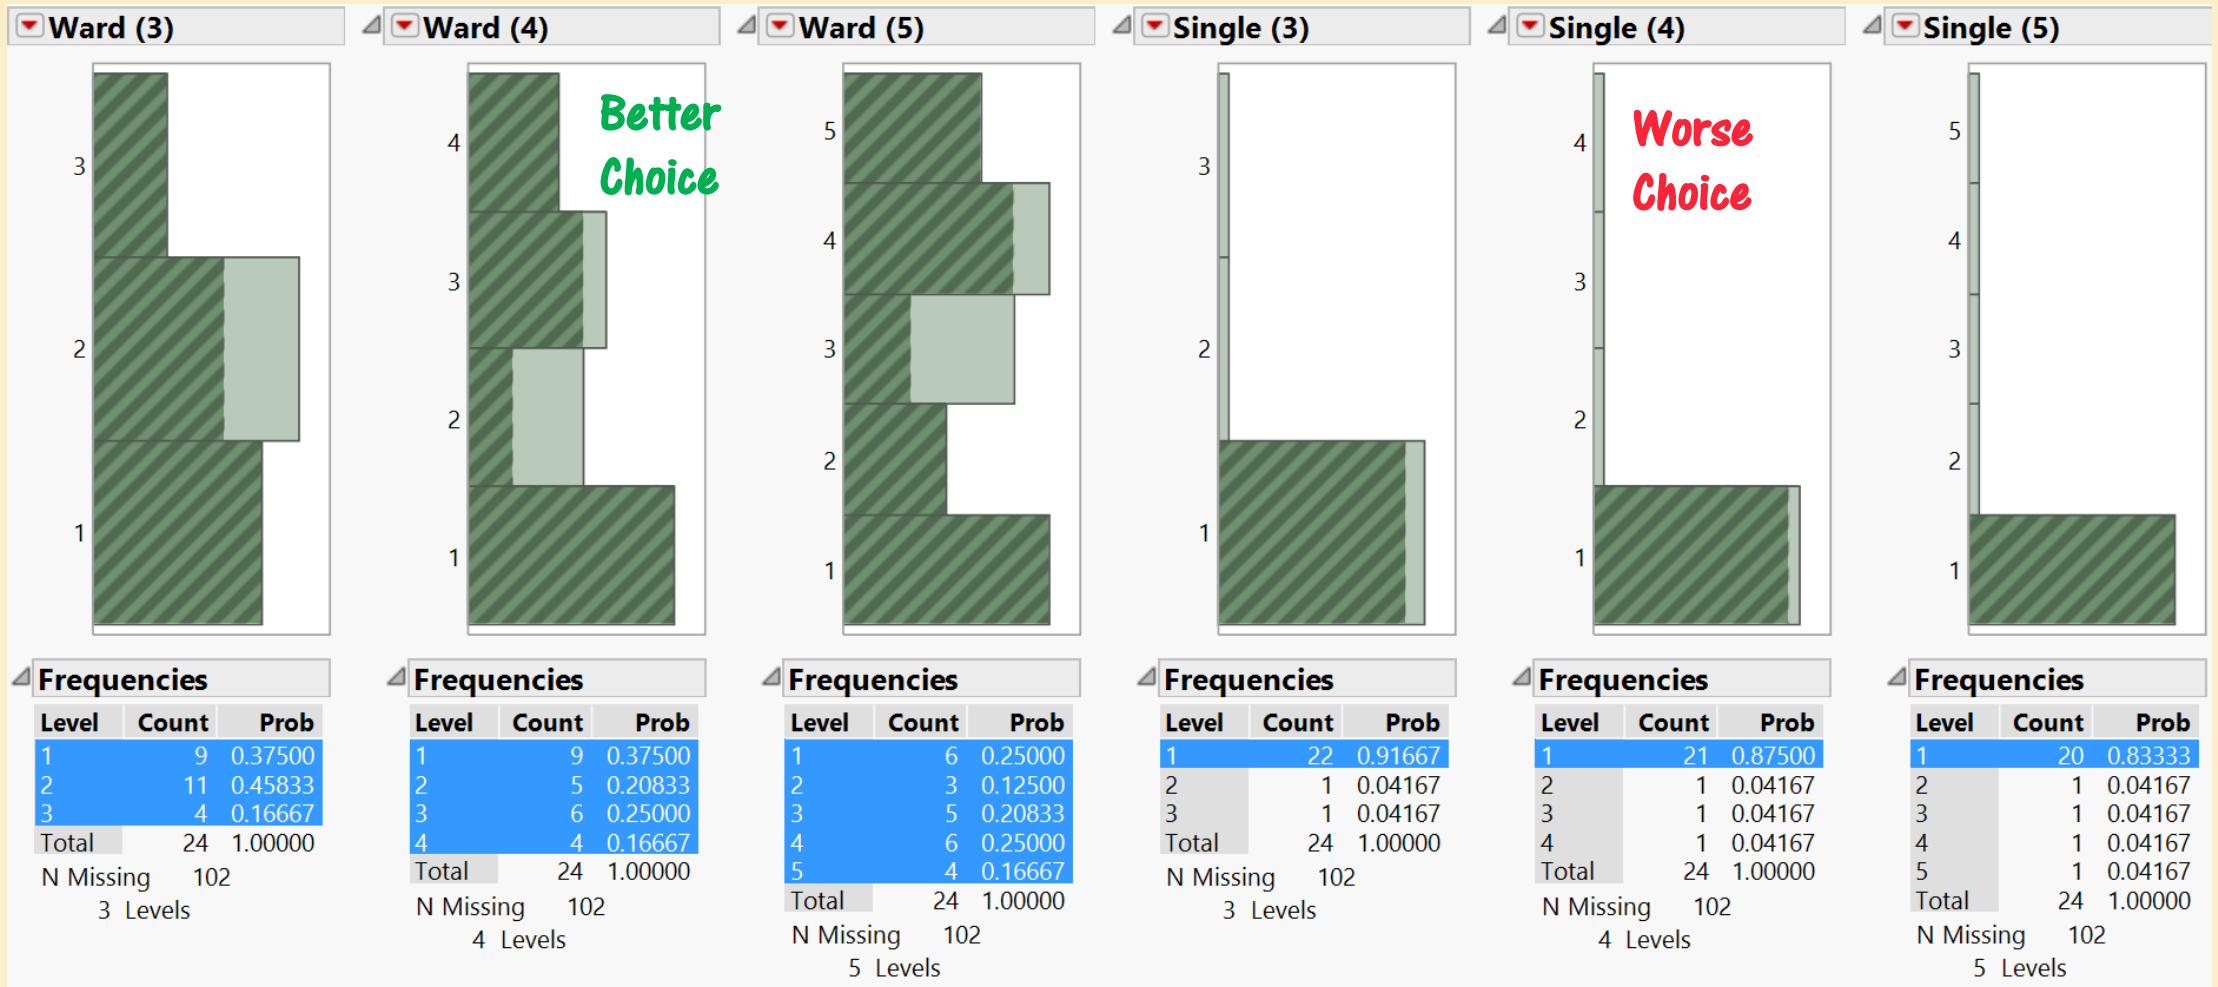 Ward (3)
3
2
1
Frequencies
Level Count Prob
1 9 0.37500
2 11 0.45833
3 4 0.16667
Total 24 1.00000
N Missing 102
3 Levels
Ward (4)
Better
Choice
4
3
2
1
Frequencies
Level Count Prob
1 9 0.37500
2 5 0.20833
3 6 0.25000
4 4 0.16667
Total 24 1.00000
N Missing 102
4 Levels
Ward (5)
5
4
3
2
1
Frequencies
Level Count Prob
1 6 0.25000
2 3 0.12500
3 5 0.20833
4 6 0.25000
5 4 0.16667
Total 24 1.00000
N Missing 102
5 Levels
Single (3)
3
2
1
Frequencies
Level Count Prob
1 22 0.91667
2 1 0.04167
3 1 0.04167
Total 24 1.00000
N Missing 102
3 Levels
Single (4)
Worse
Choice
4
3
2
1
Frequencies
Level Count Prob
1 21 0.87500
2 1 0.04167
3 1 0.04167
4 1 0.04167
Total 24 1.00000
N Missing 102
4 Levels
Single (5)
5
4
3
2
1
Frequencies
Level Count Prob
1 20 0.83333
2 1 0.04167
3 1 0.04167
4 1 0.04167
5 1 0.04167
Total 24 1.00000
N Missing 102
5 Levels